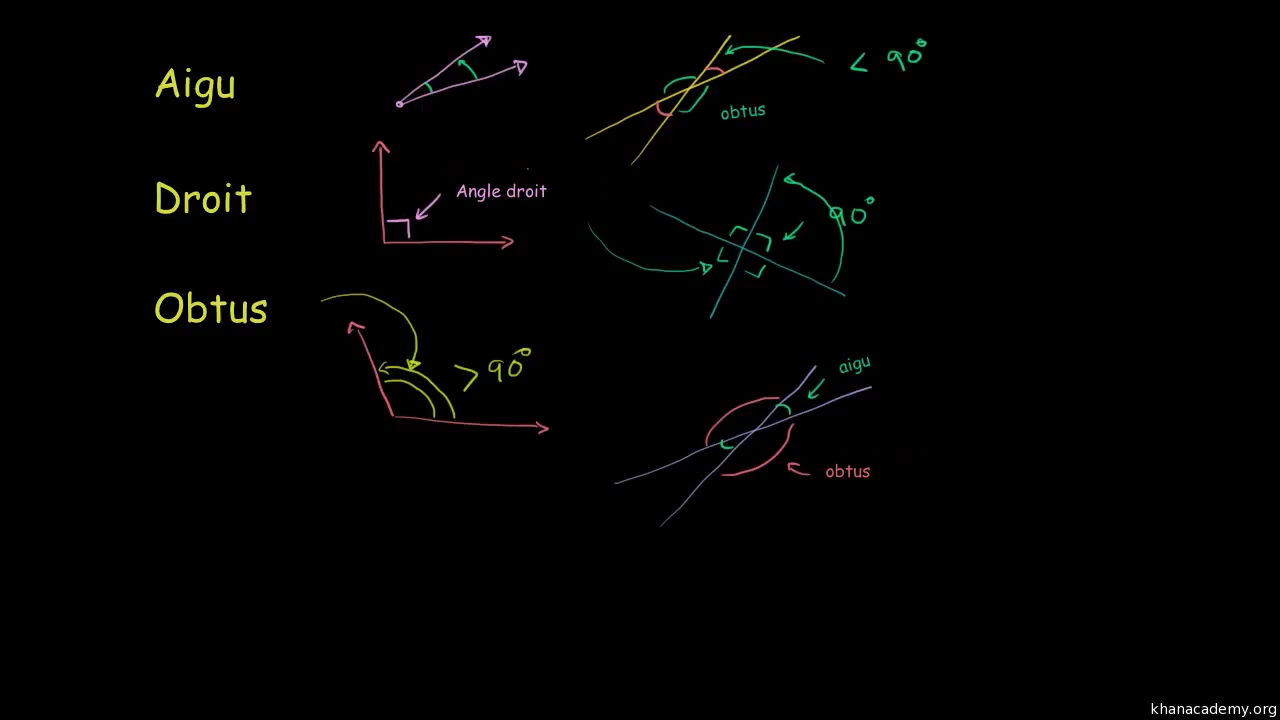 Aigu
< 90°
obtus
Droit
Angle droit
90°
Obtus
> 90°
aigu
obtus
khanacademy.org